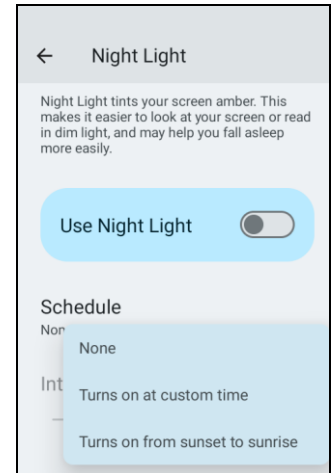 Night Light
Night Light tints your screen amber. This
makes it easier to look at your screen or read
in dim light, and may help you fall asleep
more easily.
Use Night Light
Schedule
None
Turns on at custom time
Turns on from sunset to sunrise